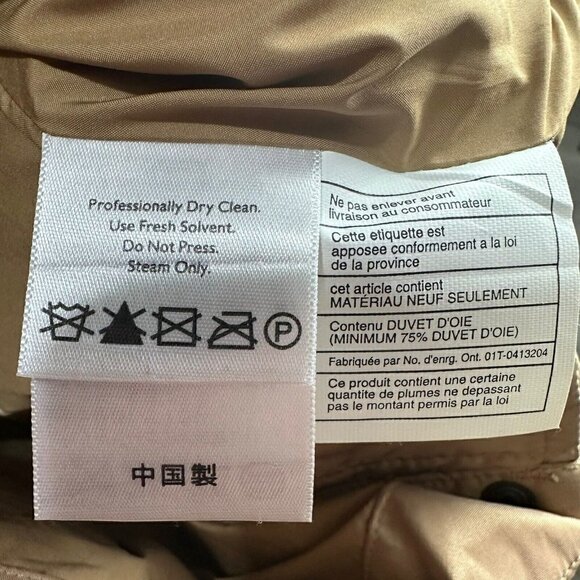 Professionally Dry Clean.
Use Fresh Solvent.
Do Not Press.
Steam Only.
P
中国製
Ne pas enlever avant
livraison au consommateur
Cette etiquette est
apposee conformement a la loi
de la province
cet article contient
MATÉRIAU NEUF SEULEMENT
Contenu DUVET D'OIE
(MINIMUM 75% DUVET D'OIE)
Fabriquée par No. d'enrg. Ont. 01T-0413204
Ce produit contient une certaine
quantite de plumes ne depassant
pas le montant permis par la loi